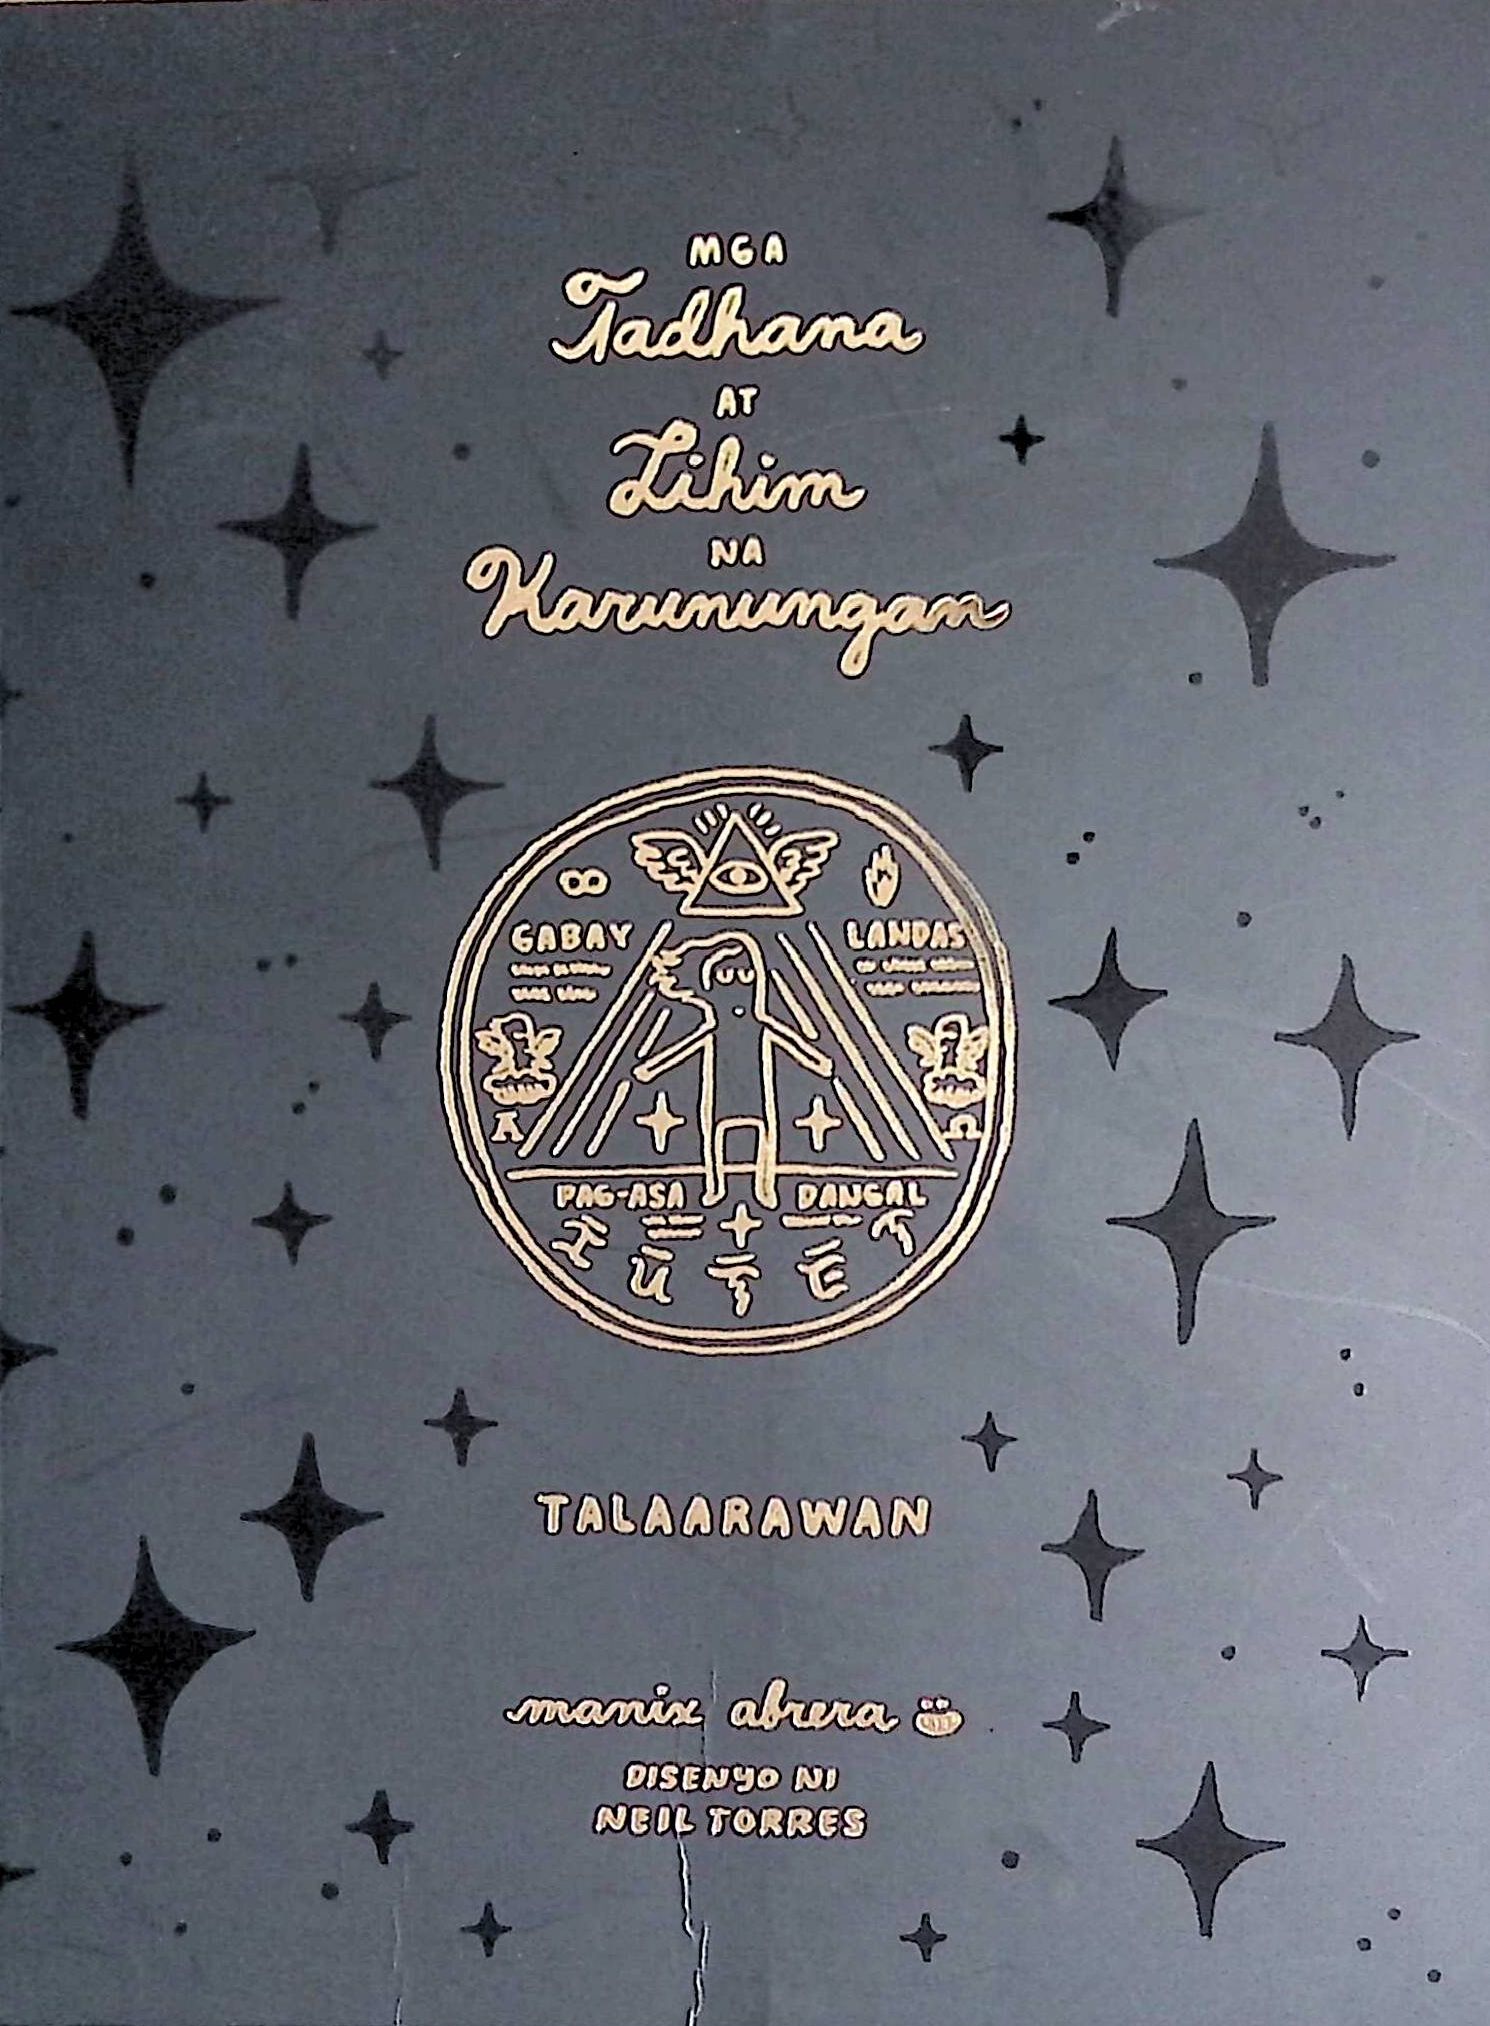 MGA
Tadhana
AT
Lihim
NA
Karunungan
GABAY
LANDAS
A
Ω
PAG-ASA
DANGAL
TALAARAWAN
manix abrera
DISENYO NI
NEIL TORRES